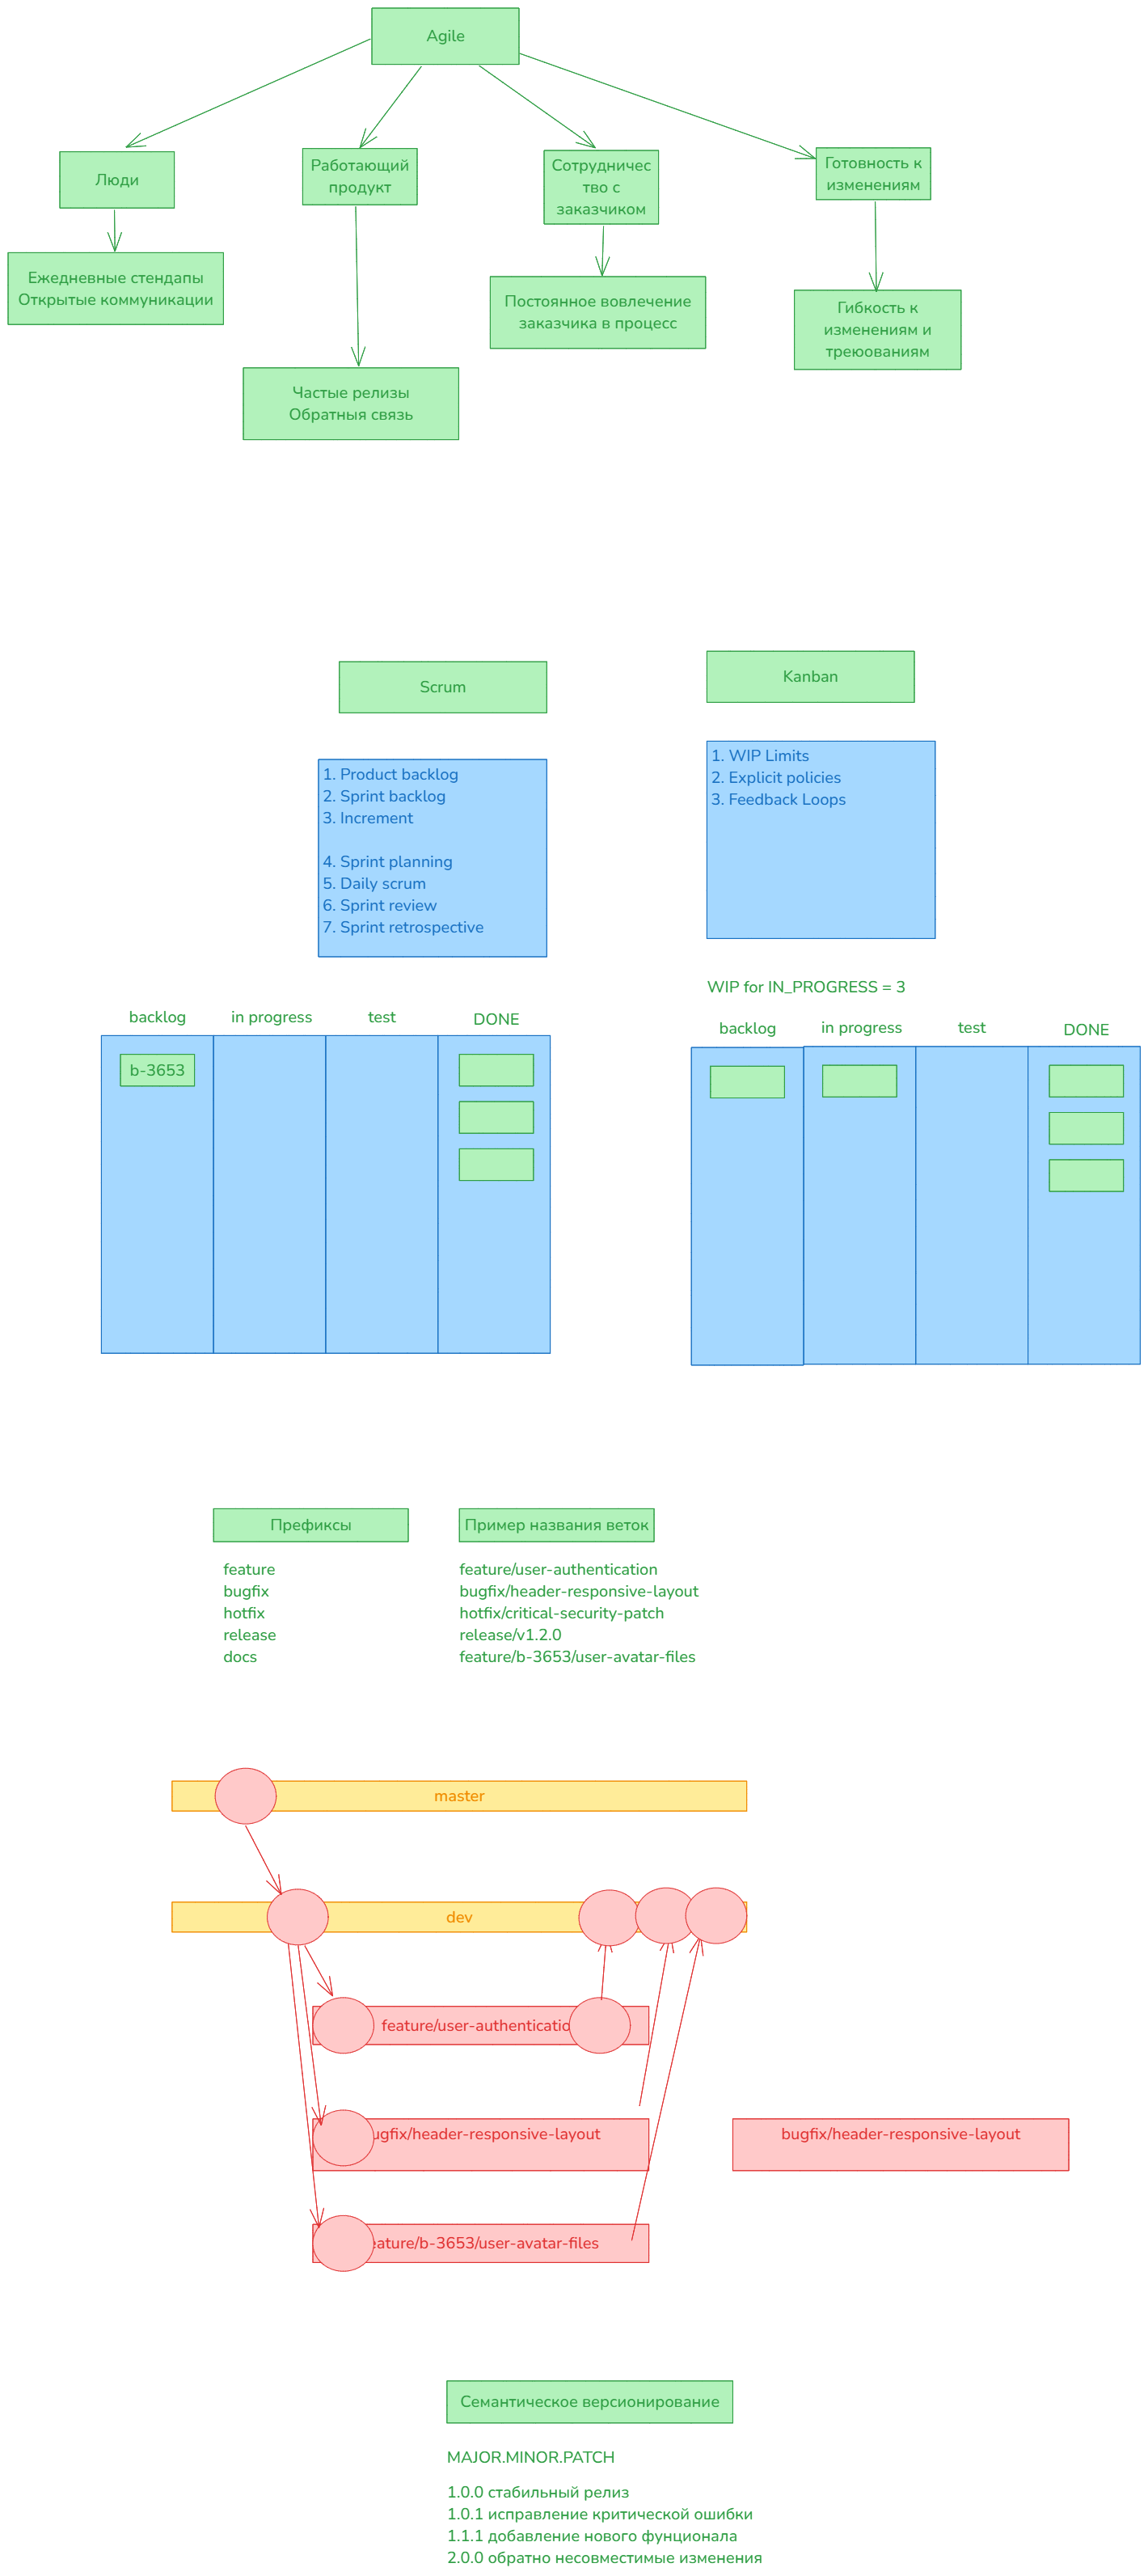 Agile
Люди
Работающий
продукт
Сотрудничес
тво с
заказчиком
Готовность к
изменениям
Ежедневные стендапы
Открытые коммуникации
Постоянное вовлечение
заказчика в процесс
Гибкость к
изменениям и
треюованиям
Частые релизы
Обратныя связь
Scrum
Kanban
1. Product backlog
2. Sprint backlog
3. Increment
4. Sprint planning
5. Daily scrum
6. Sprint review
7. Sprint retrospective
1. WIP Limits
2. Explicit policies
3. Feedback Loops
WIP for IN_PROGRESS = 3
backlog
in progress
test
DONE
b-3653
backlog
in progress
test
DONE
Префиксы
feature
bugfix
hotfix
release
docs
Пример названия веток
feature/user-authentication
bugfix/header-responsive-layout
hotfix/critical-security-patch
release/v1.2.0
feature/b-3653/user-avatar-files
master
dev
feature/user-authenticatio
ugfix/header-responsive-layout
bugfix/header-responsive-layout
eature/b-3653/user-avatar-files
Семантическое версионирование
MAJOR.MINOR.PATCH
1.0.0 стабильный релиз
1.0.1 исправление критической ошибки
1.1.1 добавление нового фунционала
2.0.0 обратно несовместимые изменения